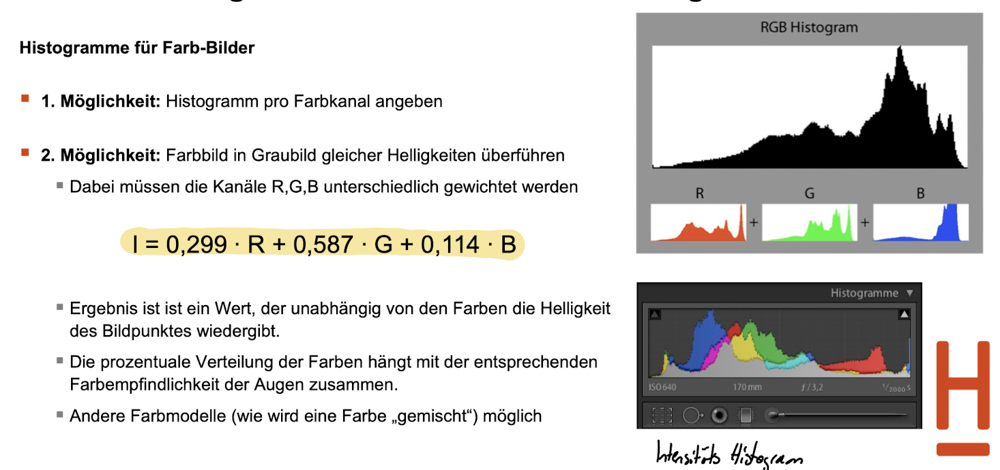 Histogramme für Farb-Bilder
1. Möglichkeit: Histogramm pro Farbkanal angeben
2. Möglichkeit: Farbbild in Graubild gleicher Helligkeiten überführen
Dabei müssen die Kanäle R,G,B unterschiedlich gewichtet werden
I = 0,299 · R + 0,587 · G + 0,114 · B
Ergebnis ist ist ein Wert, der unabhängig von den Farben die Helligkeit
des Bildpunktes wiedergibt.
Die prozentuale Verteilung der Farben hängt mit der entsprechenden
Farbempfindlichkeit der Augen zusammen.
Andere Farbmodelle (wie wird eine Farbe „gemischt“) möglich
RGB Histogram
R G B
+ +
Histogramme
ISO 640 170 mm ƒ / 3,2 1/2000 s
Intensitäts Histogram
H